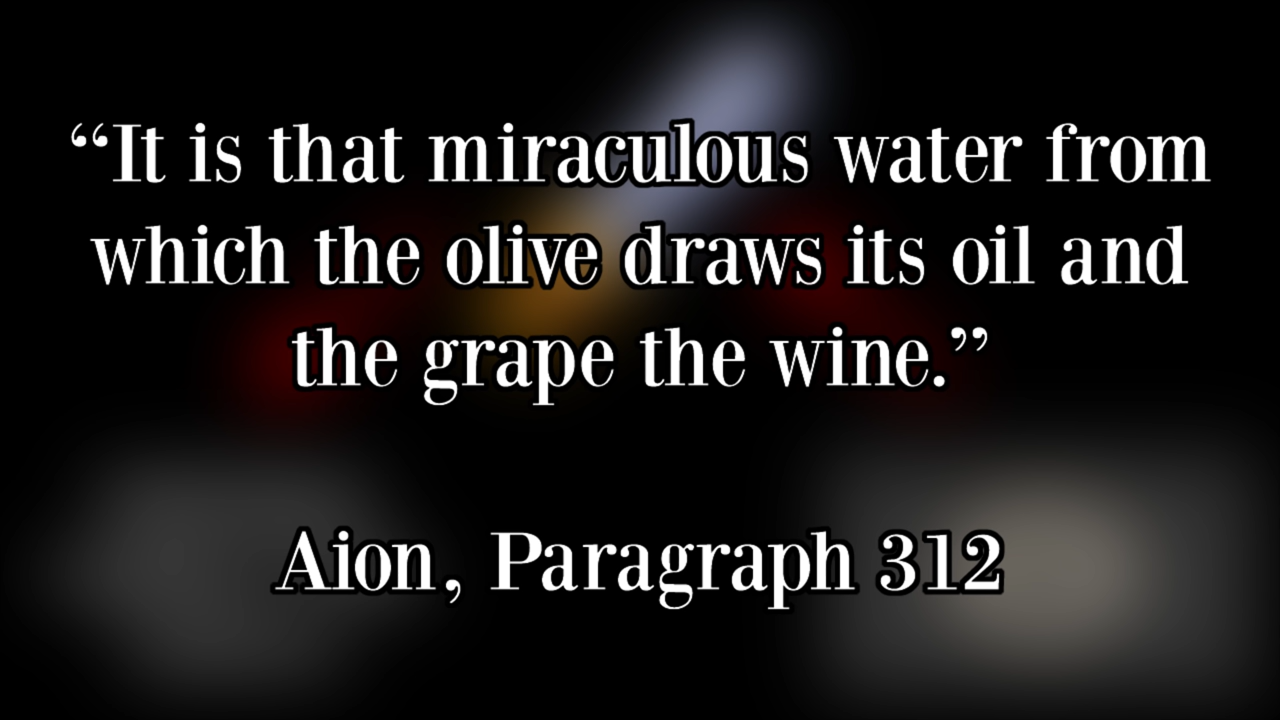 “It is that miraculous water from
which the olive draws its oil and
the grape the wine.”
Aion, Paragraph 312